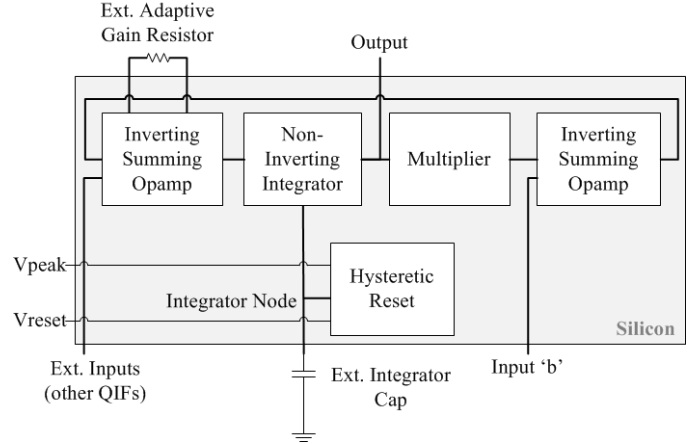 Ext. Adaptive
Gain Resistor
Output
Inverting
Summing
Opamp
Non-
Inverting
Integrator
Multiplier
Inverting
Summing
Opamp
Vpeak
Hysteretic
Reset
Integrator Node
Vreset
Silicon
Ext. Inputs
(other QIFs)
Ext. Integrator
Cap
Input ‘b’